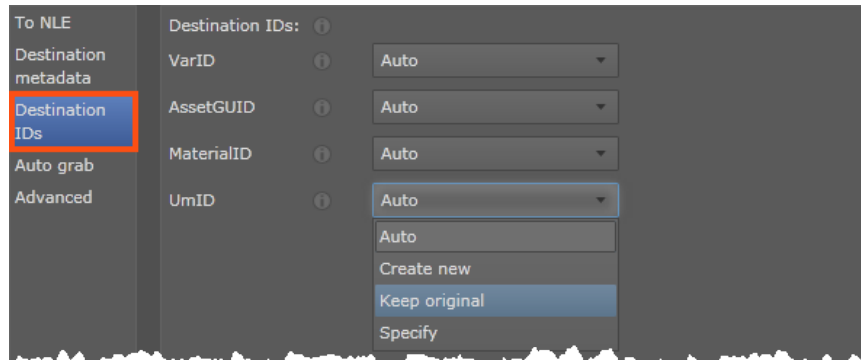 To NLE
Destination metadata
Destination IDs
Auto grab
Advanced
Destination IDs:
VarID Auto
AssetGUID Auto
MaterialID Auto
UmID Auto
Auto
Create new
Keep original
Specify